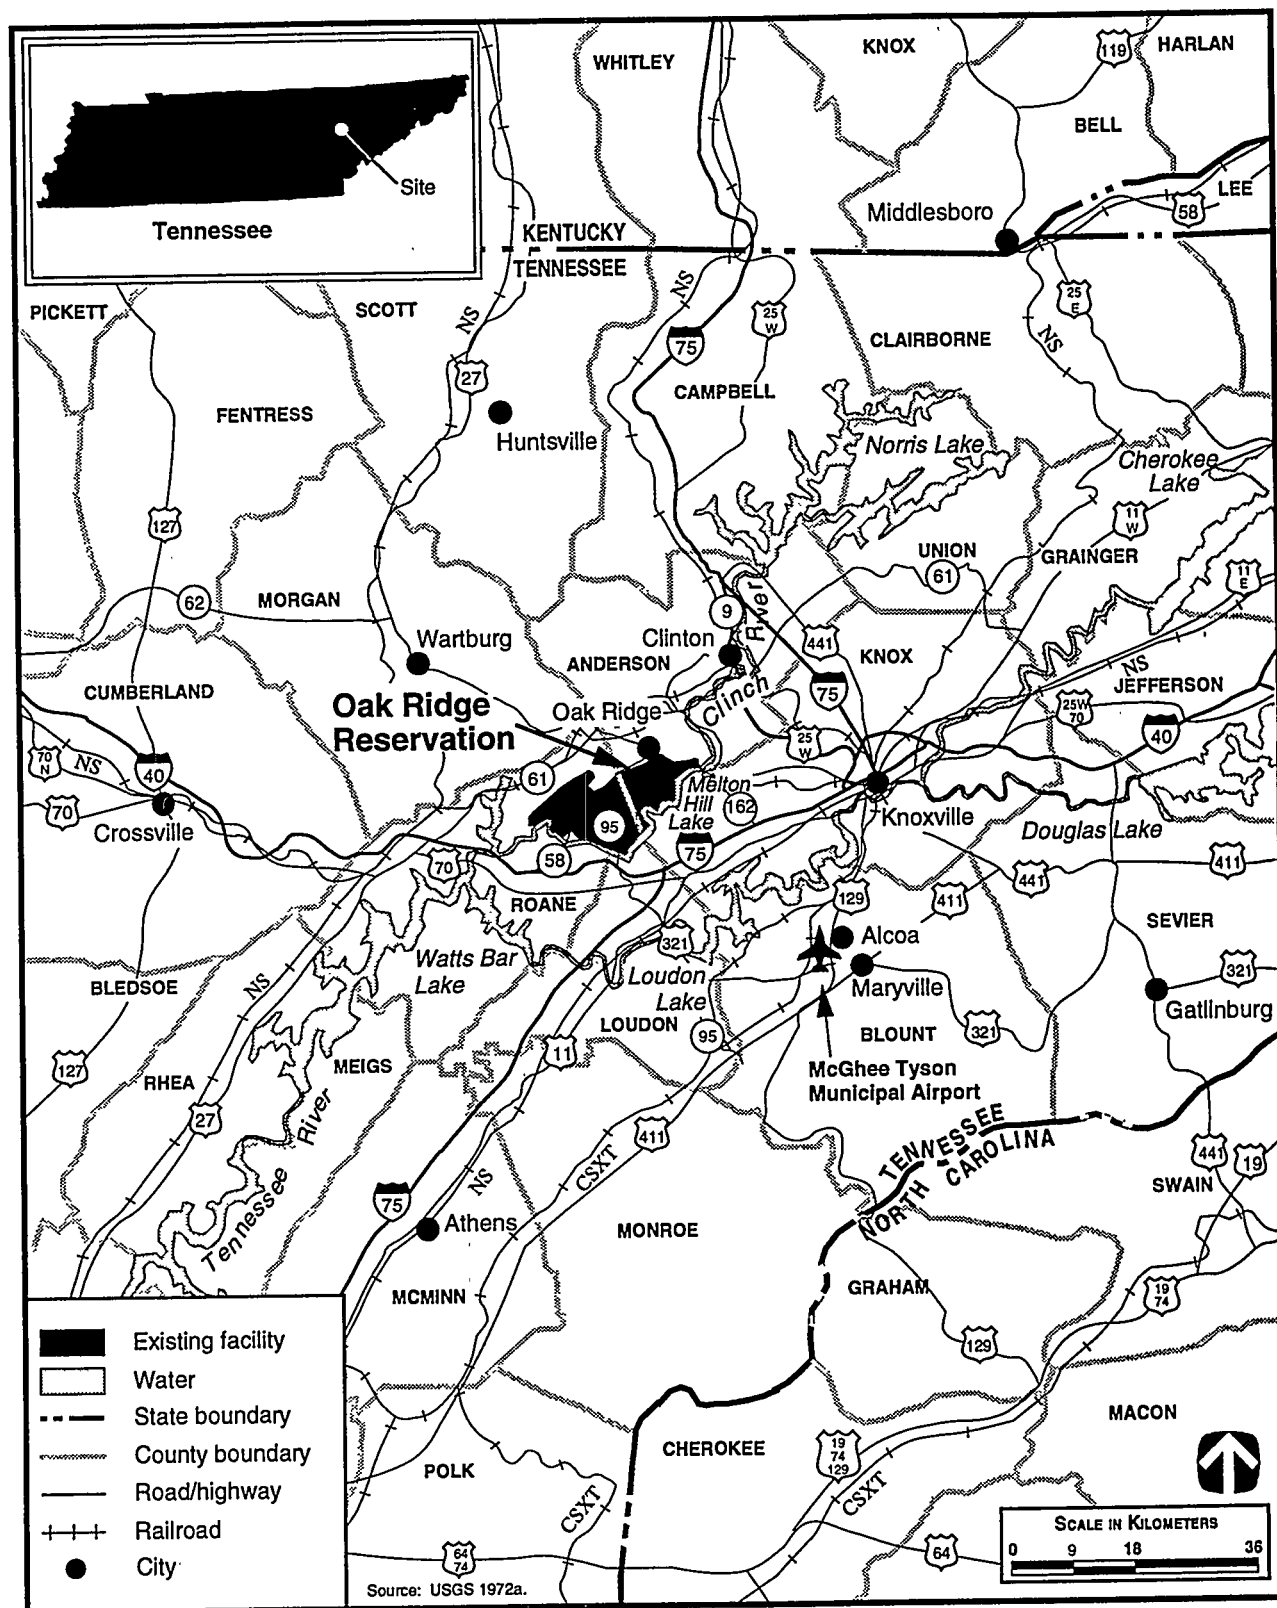 WHITLEY
KNOX
119
HARLAN
BELL
Site
Tennessee
LEE
58
Middlesboro
KENTUCKY
TENNESSEE
PICKETT
SCOTT
NS
NS
25
W
25
E
NS
75
CLAIRBORNE
27
CAMPBELL
FENTRESS
Huntsville
Norris Lake
Cherokee
Lake
127
11
W
UNION
GRAINGER
61
11
E
62
MORGAN
9
River
Wartburg
Clinton
441
KNOX
ANDERSON
NS
CUMBERLAND
75
JEFFERSON
Clinch
Oak Ridge
Reservation
Oak Ridge
25W
70
40
25
W
70
N
NS
40
61
Melton
Hill
Lake
162
70
Crossville
95
Knoxville
Douglas Lake
58
70
75
441
411
129
411
ROANE
SEVIER
321
Alcoa
Watts Bar
Lake
Loudon
Lake
321
BLEDSOE
NS
Maryville
Gatlinburg
LOUDON
95
BLOUNT
321
11
127
RHEA
MEIGS
McGhee Tyson
Municipal Airport
27
River
411
TENNESSEE
NORTH CAROLINA
441
19
CSXT
NS
SWAIN
75
Tennessee
Athens
MONROE
MCMINN
GRAHAM
19
74
129
Existing facility
Water
State boundary
County boundary
Road/highway
Railroad
City
MACON
CHEROKEE
19
74
129
POLK
CSXT
CSXT
64
74
64
Source: USGS 1972a.
SCALE IN KILOMETERS
0 9 18 36